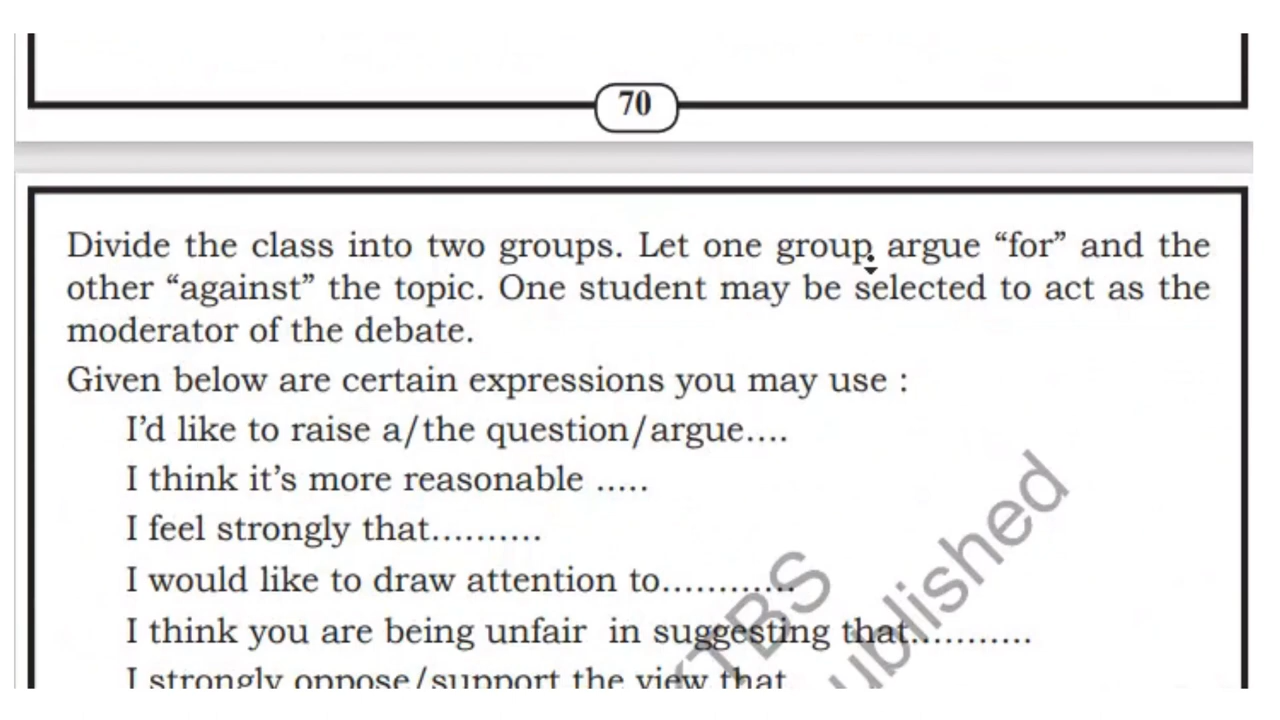 70
Divide the class into two groups. Let one group argue “for” and the
other “against” the topic. One student may be selected to act as the
moderator of the debate.
Given below are certain expressions you may use :
I’d like to raise a/the question/argue....
I think it’s more reasonable .....
I feel strongly that..........
I would like to draw attention to............
I think you are being unfair in suggesting that...........
I strongly oppose/support the view that
KTBS
ublished